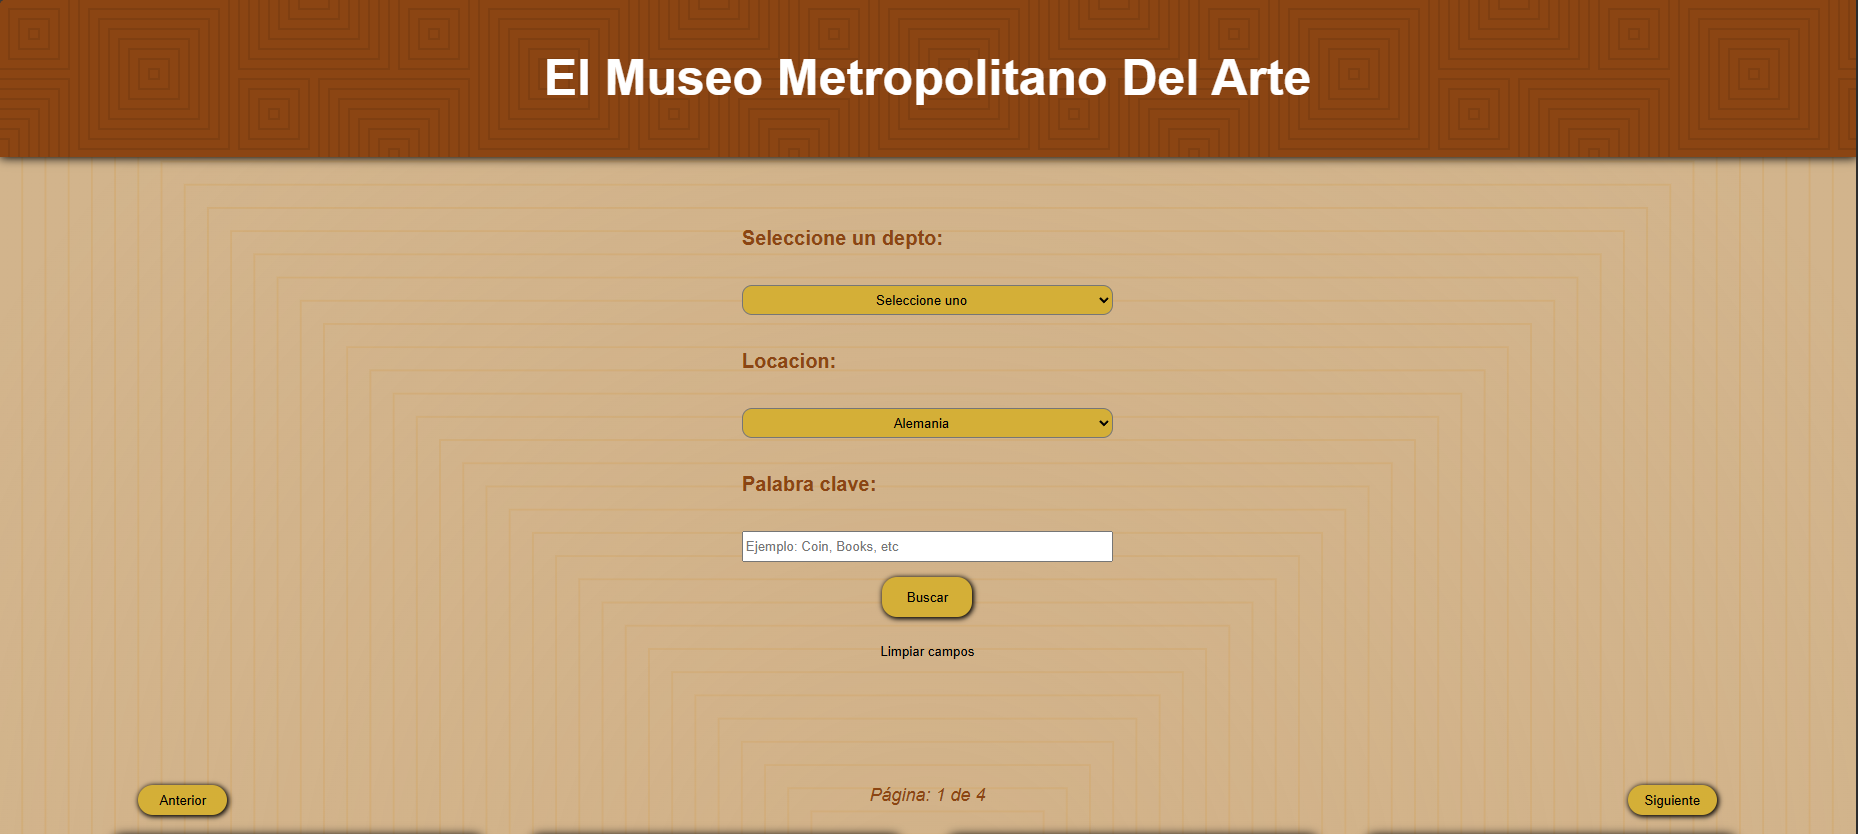 El Museo Metropolitano Del Arte
Seleccione un depto:
Seleccione uno
Locacion:
Alemania
Palabra clave:
Ejemplo: Coin, Books, etc
Buscar
Limpiar campos
Anterior
Página: 1 de 4
Siguiente